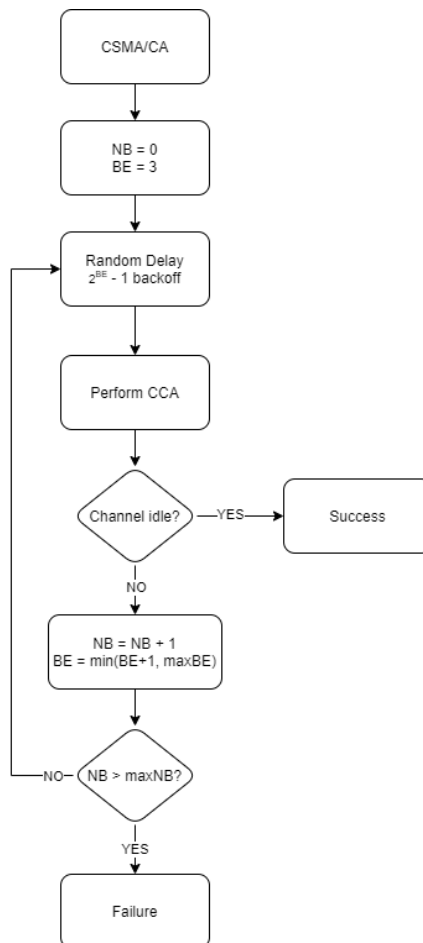 CSMA/CA
NB = 0
BE = 3
Random Delay
2^BE - 1 backoff
Perform CCA
Channel idle?
YES
Success
NO
NB = NB + 1
BE = min(BE+1, maxBE)
NB > maxNB?
NO
YES
Failure